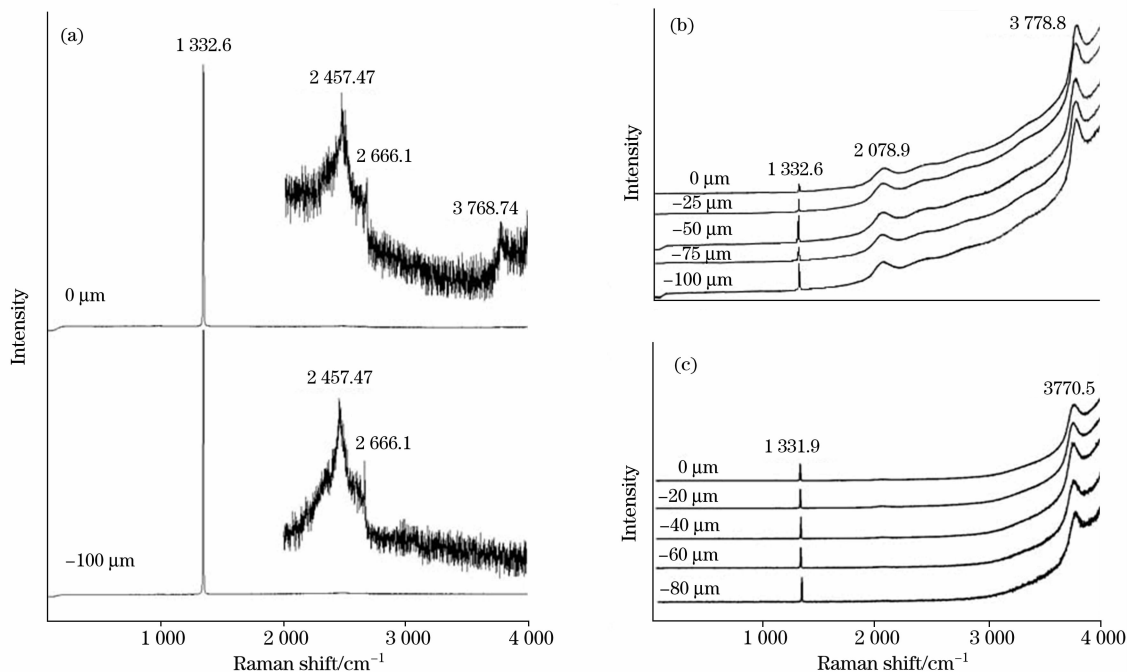 (a)
1 332.6
2 457.47
2 666.1
3 768.74
0 μm
2 457.47
2 666.1
−100 μm
Intensity
1 000
2 000
3 000
4 000
Raman shift/cm⁻¹
(b)
3 778.8
2 078.9
1 332.6
0 μm
−25 μm
−50 μm
−75 μm
−100 μm
Intensity
(c)
3770.5
1 331.9
0 μm
−20 μm
−40 μm
−60 μm
−80 μm
Intensity
1 000
2 000
3 000
4 000
Raman shift/cm⁻¹